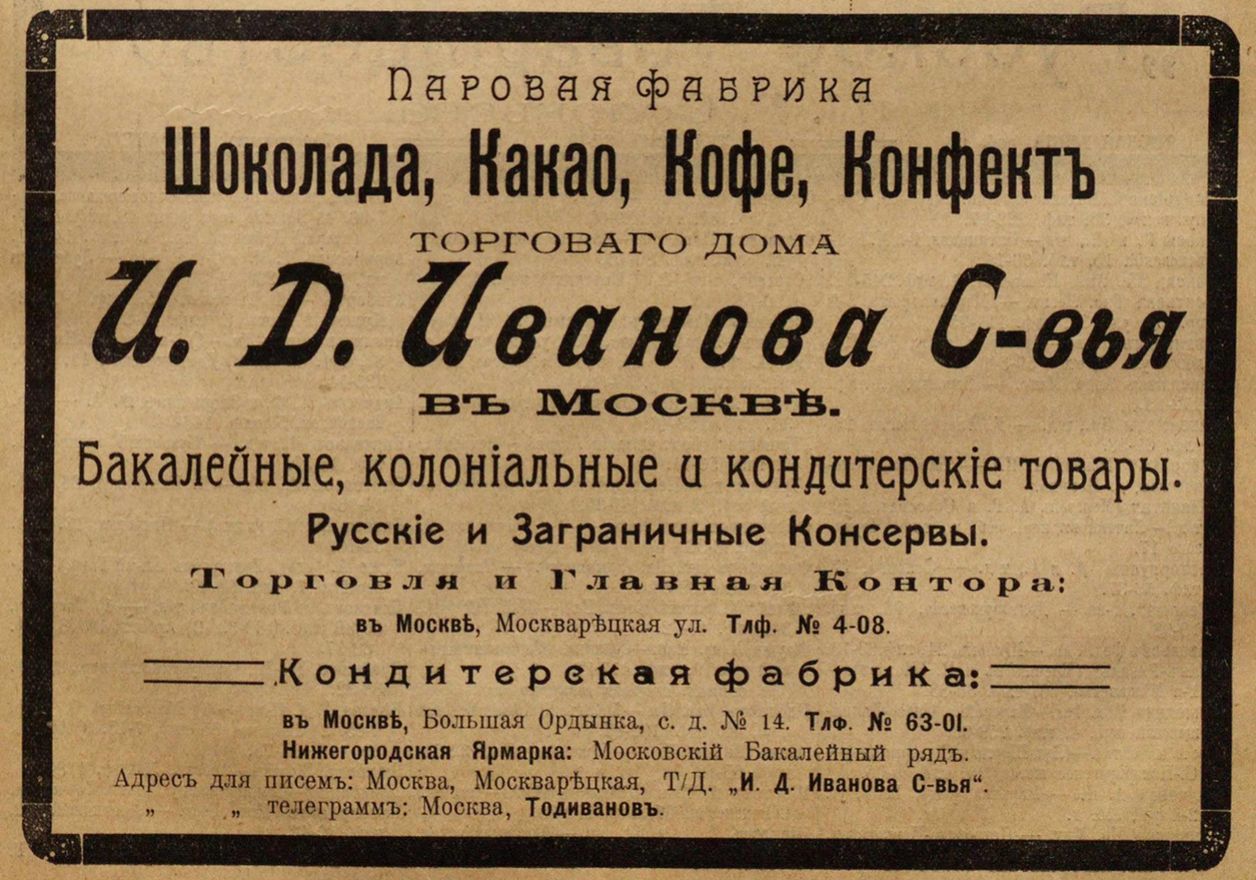 Паровая фабрика
Шоколада, Какао, Кофе, Конфектъ
ТОРГОВАГО ДОМА
И. Д. Иванова С-вья
въ Москвѣ.
Бакалейные, колоніальные и кондитерскіе товары.
Русскіе и Заграничные Консервы.
Торговля и Главная Контора:
въ Москвѣ, Москварѣцкая ул. Тлф. № 4-08.
Кондитерская фабрика:
въ Москвѣ, Большая Ордынка, с. д. № 14. Тлф. № 63-01.
Нижегородская Ярмарка: Московскій Бакалейный рядъ.
Адресъ для писемъ: Москва, Москварѣцкая, Т/Д. „И. Д. Иванова С-вья“.
„ „ телеграммъ: Москва, Тодивановъ.